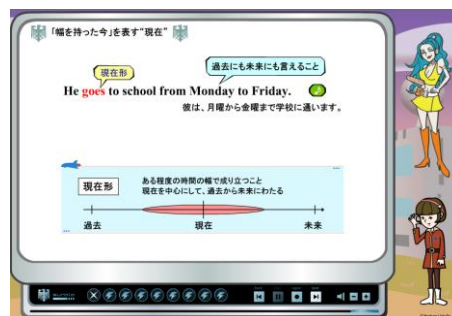 「幅を持った今」を表す“現在”
過去にも未来にも言えること
現在形
He goes to school from Monday to Friday.
彼は、月曜から金曜まで学校に通います。
現在形
ある程度の時間の幅で成り立つこと
現在を中心にして、過去から未来にわたる
過去 現在 未来